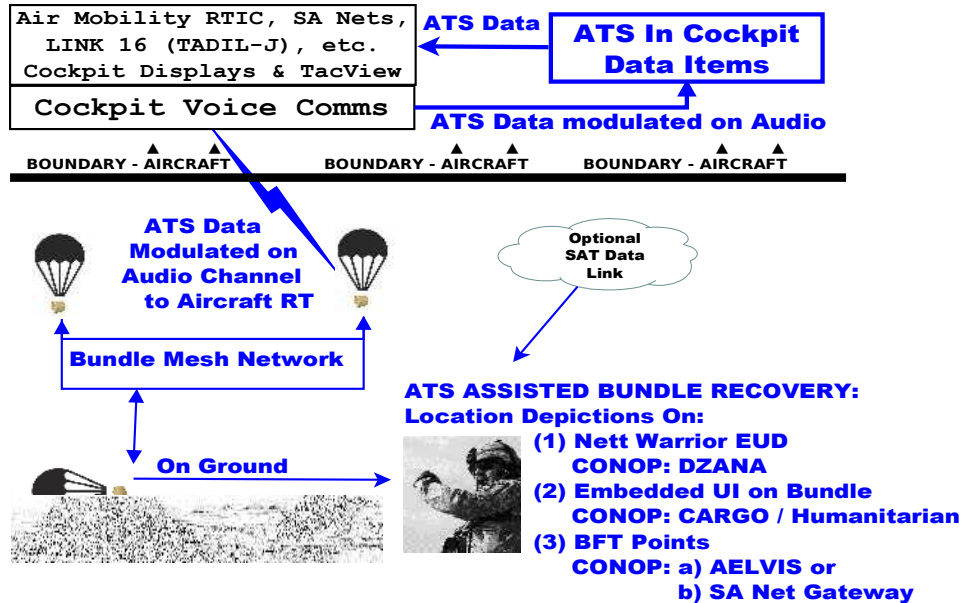 Air Mobility RTIC, SA Nets,
LINK 16 (TADIL-J), etc.
Cockpit Displays & TacView
ATS Data
ATS In Cockpit
Data Items
Cockpit Voice Comms
ATS Data modulated on Audio
BOUNDARY - AIRCRAFT
BOUNDARY - AIRCRAFT
BOUNDARY - AIRCRAFT
ATS Data
Modulated on
Audio Channel
to Aircraft RT
Optional
SAT Data
Link
Bundle Mesh Network
On Ground
ATS ASSISTED BUNDLE RECOVERY:
Location Depictions On:
(1) Nett Warrior EUD
CONOP: DZANA
(2) Embedded UI on Bundle
CONOP: CARGO / Humanitarian
(3) BFT Points
CONOP: a) AELVIS or
b) SA Net Gateway